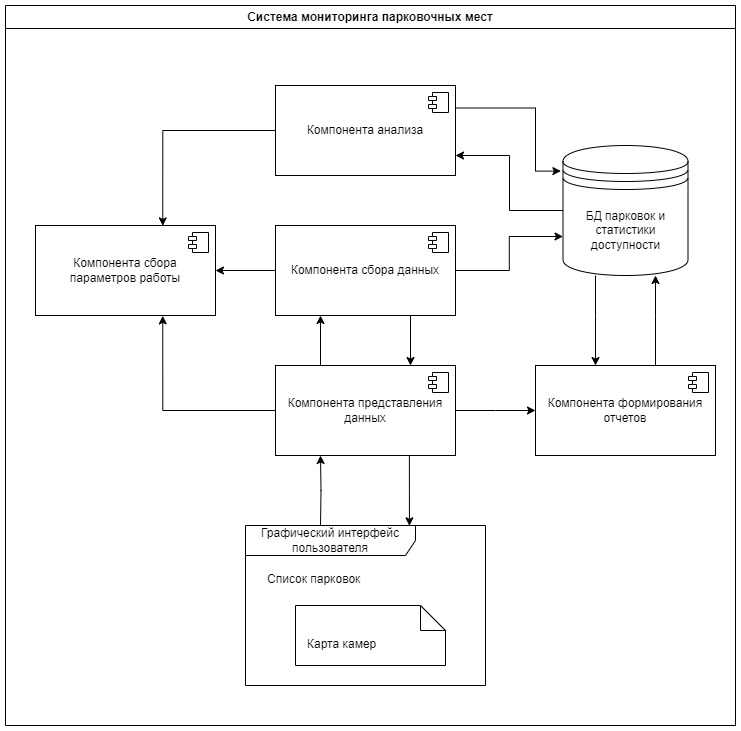 Система мониторинга парковочных мест
Компонента анализа
БД парковок и
статистики
доступности
Компонента сбора
параметров работы
Компонента сбора данных
Компонента представления
данных
Компонента формирования
отчетов
Графический интерфейс
пользователя
Список парковок
Карта камер